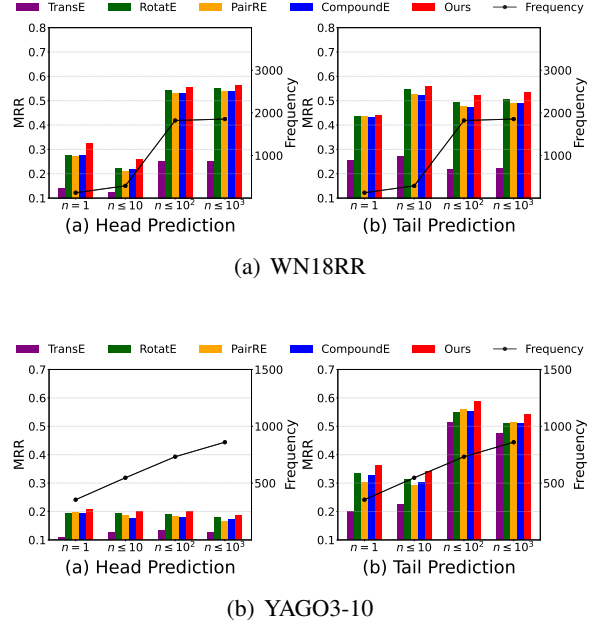 TransE RotatE PairRE CompoundE Ours Frequency
0.8
0.7
0.6
0.5
0.4
0.3
0.2
0.1
MRR
3000
2000
1000
Frequency
n = 1 n ≤ 10 n ≤ 10² n ≤ 10³
(a) Head Prediction
0.8
0.7
0.6
0.5
0.4
0.3
0.2
0.1
MRR
3000
2000
1000
Frequency
n = 1 n ≤ 10 n ≤ 10² n ≤ 10³
(b) Tail Prediction
(a) WN18RR
TransE RotatE PairRE CompoundE Ours Frequency
0.7
0.6
0.5
0.4
0.3
0.2
0.1
MRR
1500
1000
500
Frequency
n = 1 n ≤ 10 n ≤ 10² n ≤ 10³
(a) Head Prediction
0.7
0.6
0.5
0.4
0.3
0.2
0.1
MRR
1500
1000
500
Frequency
n = 1 n ≤ 10 n ≤ 10² n ≤ 10³
(b) Tail Prediction
(b) YAGO3-10